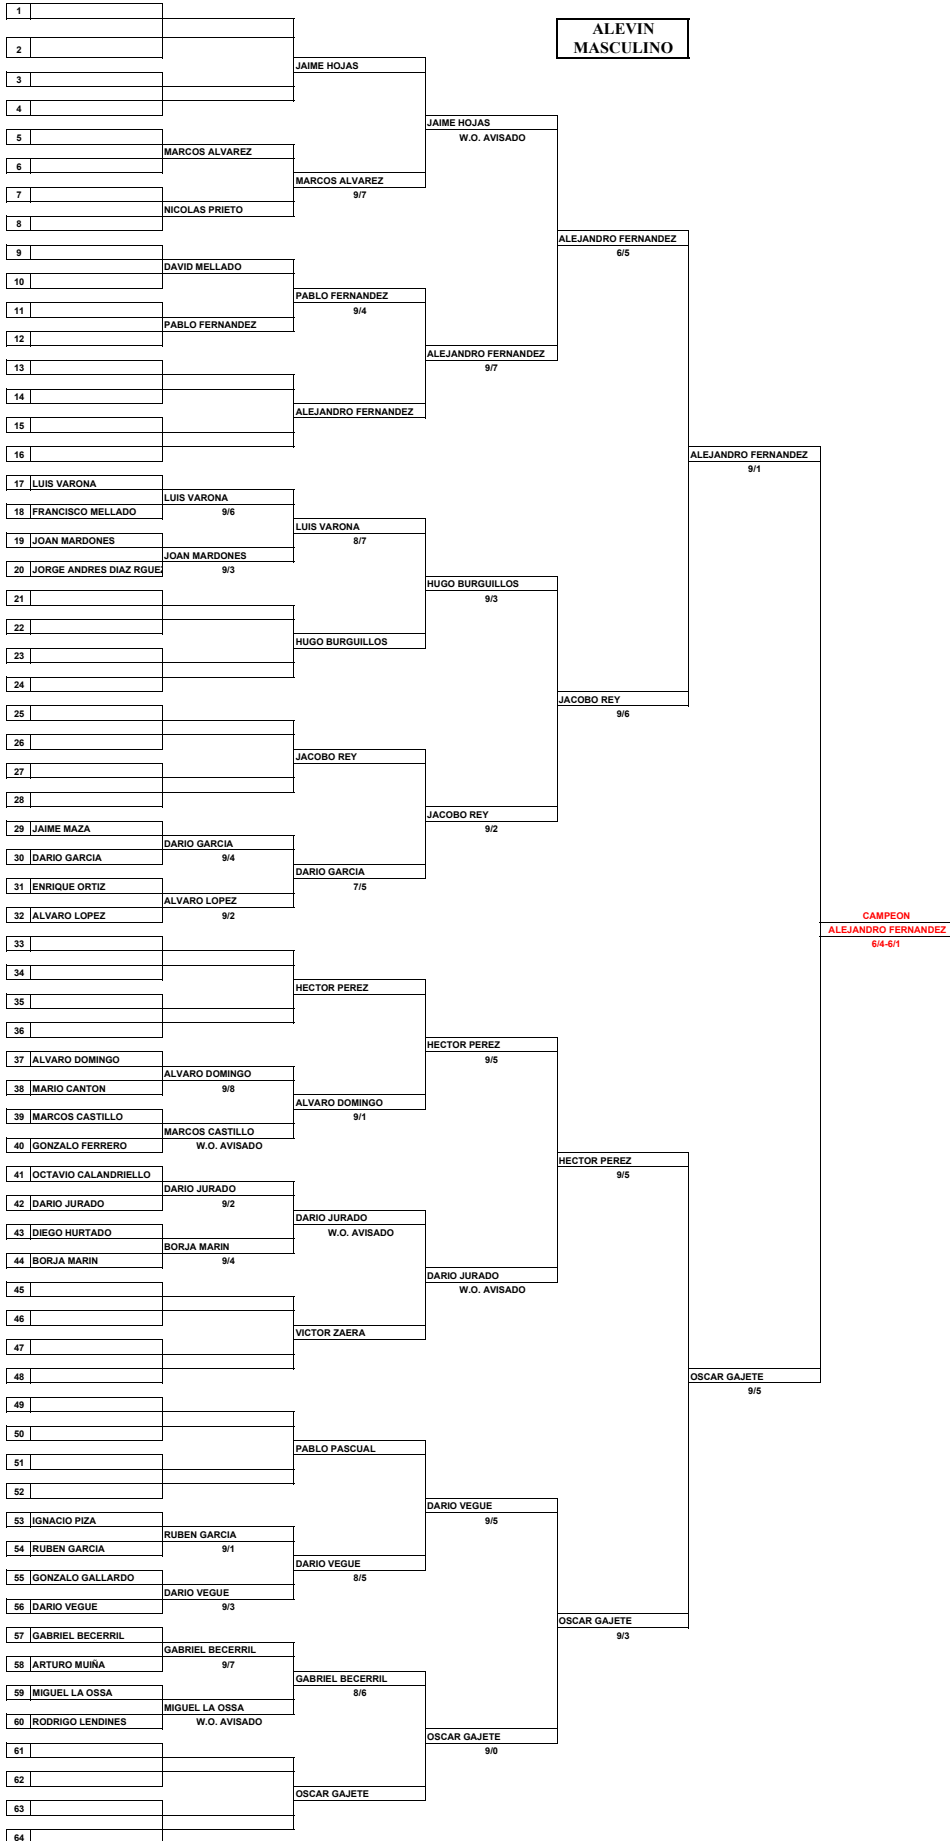 1
ALEVIN
MASCULINO
2
JAIME HOJAS
3
4
JAIME HOJAS
5
W.O. AVISADO
MARCOS ALVAREZ
6
MARCOS ALVAREZ
7
9/7
NICOLAS PRIETO
8
ALEJANDRO FERNANDEZ
9
6/5
DAVID MELLADO
10
PABLO FERNANDEZ
11
9/4
PABLO FERNANDEZ
12
ALEJANDRO FERNANDEZ
13
9/7
14
ALEJANDRO FERNANDEZ
15
16
ALEJANDRO FERNANDEZ
9/1
17 LUIS VARONA
LUIS VARONA
18 FRANCISCO MELLADO
9/6
LUIS VARONA
19 JOAN MARDONES
8/7
JOAN MARDONES
20 JORGE ANDRES DIAZ RGUEZ
9/3
HUGO BURGUILLOS
21
9/3
22
HUGO BURGUILLOS
23
24
JACOBO REY
25
9/6
26
JACOBO REY
27
28
JACOBO REY
29 JAIME MAZA
9/2
DARIO GARCIA
30 DARIO GARCIA
9/4
DARIO GARCIA
31 ENRIQUE ORTIZ
7/5
ALVARO LOPEZ
32 ALVARO LOPEZ
9/2
CAMPEON
ALEJANDRO FERNANDEZ
33
6/4-6/1
34
HECTOR PEREZ
35
36
HECTOR PEREZ
37 ALVARO DOMINGO
9/5
ALVARO DOMINGO
38 MARIO CANTON
9/8
ALVARO DOMINGO
39 MARCOS CASTILLO
9/1
MARCOS CASTILLO
40 GONZALO FERRERO
W.O. AVISADO
HECTOR PEREZ
41 OCTAVIO CALANDRIELLO
9/5
DARIO JURADO
42 DARIO JURADO
9/2
DARIO JURADO
43 DIEGO HURTADO
W.O. AVISADO
BORJA MARIN
44 BORJA MARIN
9/4
DARIO JURADO
45
W.O. AVISADO
46
VICTOR ZAERA
47
48
OSCAR GAJETE
9/5
49
50
PABLO PASCUAL
51
52
DARIO VEGUE
53 IGNACIO PIZA
9/5
RUBEN GARCIA
54 RUBEN GARCIA
9/1
DARIO VEGUE
55 GONZALO GALLARDO
8/5
DARIO VEGUE
56 DARIO VEGUE
9/3
OSCAR GAJETE
57 GABRIEL BECERRIL
9/3
GABRIEL BECERRIL
58 ARTURO MUIÑA
9/7
GABRIEL BECERRIL
59 MIGUEL LA OSSA
8/6
MIGUEL LA OSSA
60 RODRIGO LENDINES
W.O. AVISADO
OSCAR GAJETE
61
9/0
62
OSCAR GAJETE
63
64